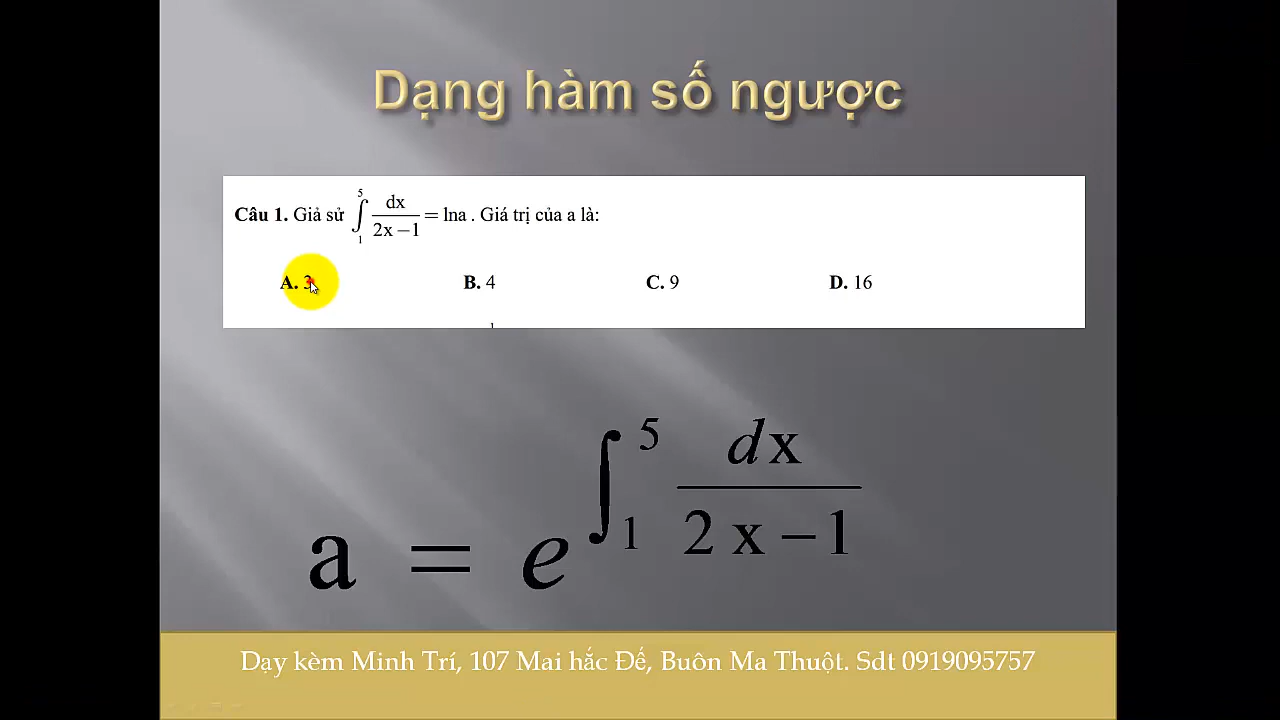 Dạng hàm số ngược
Câu 1. Giả sử ∫₁⁵ dx/(2x−1) = lna . Giá trị của a là:
A. 3 B. 4 C. 9 D. 16
a = e^(∫₁⁵ dx/(2x−1))
Dạy kèm Minh Trí, 107 Mai hắc Đế, Buôn Ma Thuột. Sdt 0919095757